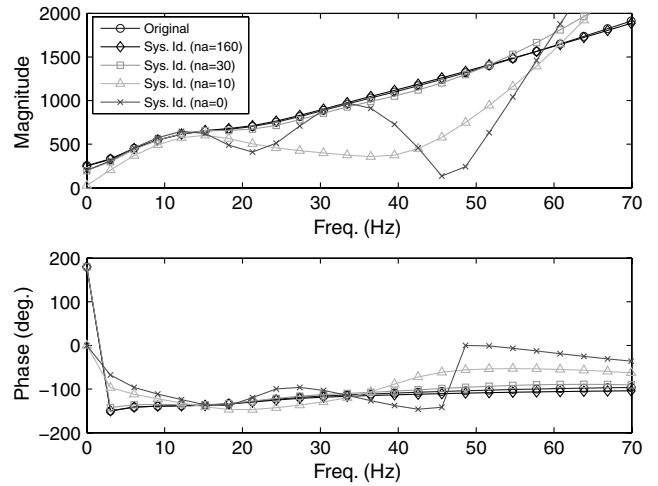 2000
1500
1000
500
0
Magnitude
Original
Sys. Id. (na=160)
Sys. Id. (na=30)
Sys. Id. (na=10)
Sys. Id. (na=0)
0 10 20 30 40 50 60 70
Freq. (Hz)
200
100
0
−100
−200
Phase (deg.)
0 10 20 30 40 50 60 70
Freq. (Hz)